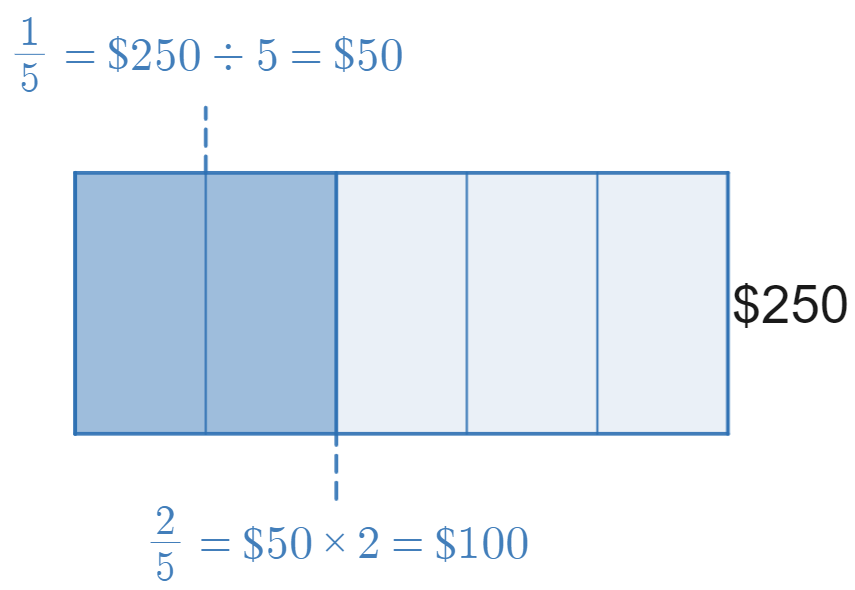 1/5 = $250 ÷ 5 = $50
$250
2/5 = $50 × 2 = $100